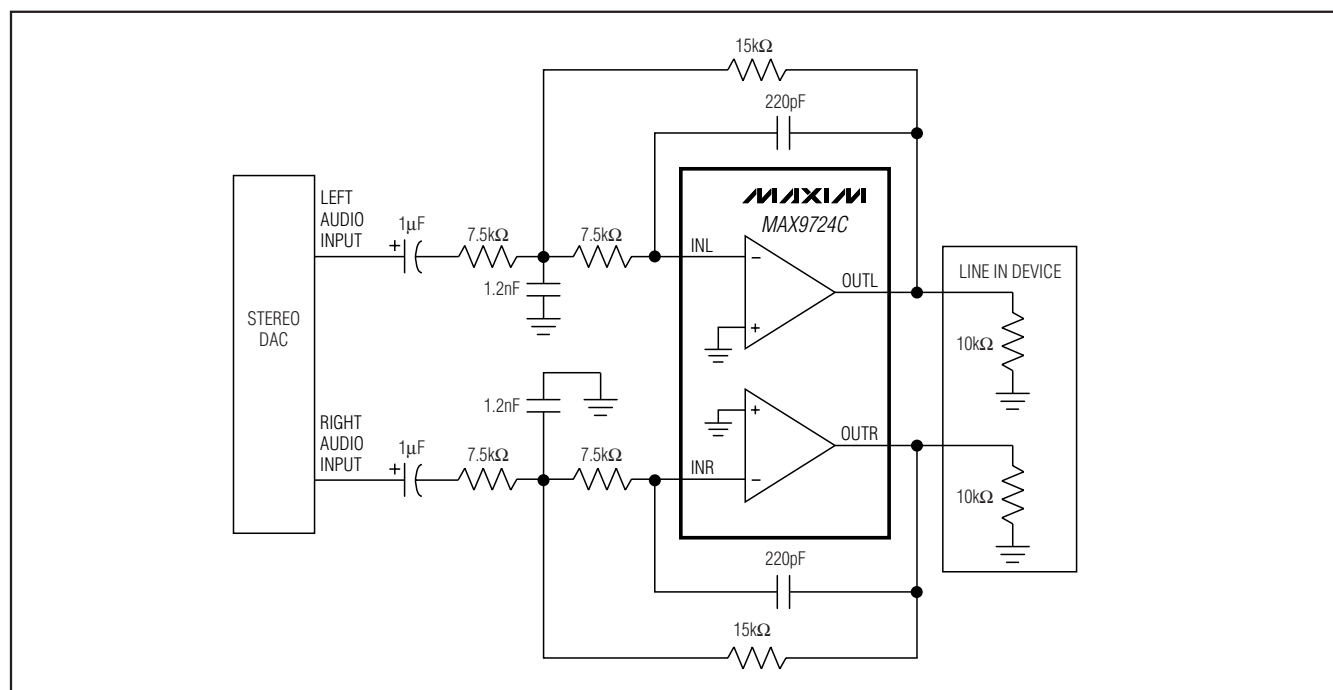 15kΩ
220pF
MAXIM
MAX9724C
LEFT
AUDIO
INPUT
1µF
+
7.5kΩ
7.5kΩ
INL
−
1.2nF
OUTL
+
LINE IN DEVICE
10kΩ
STEREO
DAC
1.2nF
+
OUTR
RIGHT
AUDIO
INPUT
1µF
+
7.5kΩ
7.5kΩ
INR
−
10kΩ
220pF
15kΩ